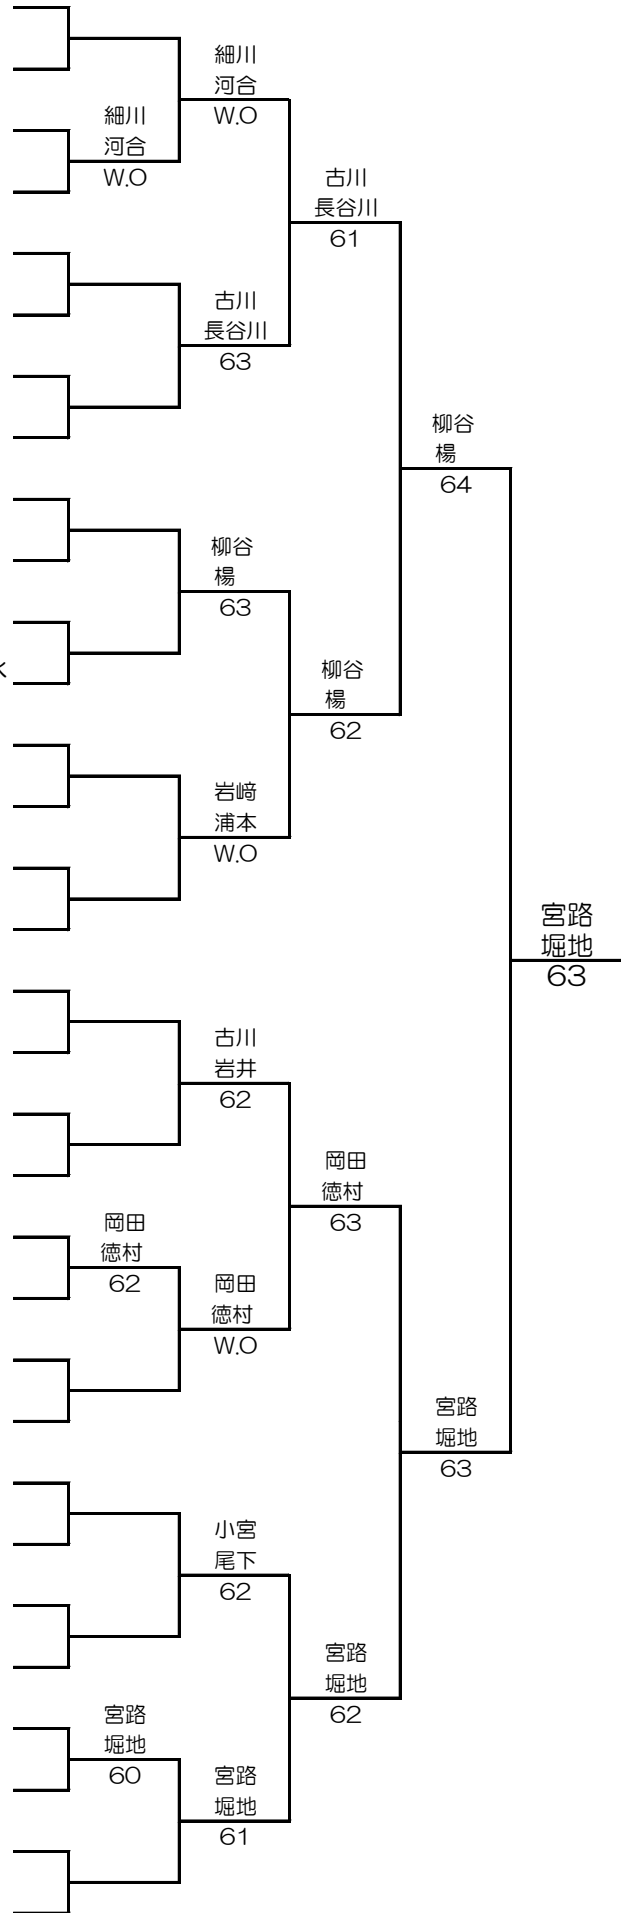 細川
河合
W.O
細川
河合
W.O
古川
長谷川
61
古川
長谷川
63
柳谷
楊
64
柳谷
楊
63
柳谷
楊
62
岩﨑
浦本
W.O
宮路
堀地
63
古川
岩井
62
岡田
徳村
63
岡田
徳村
62
岡田
徳村
W.O
宮路
堀地
63
小宮
尾下
62
宮路
堀地
62
宮路
堀地
60
宮路
堀地
61